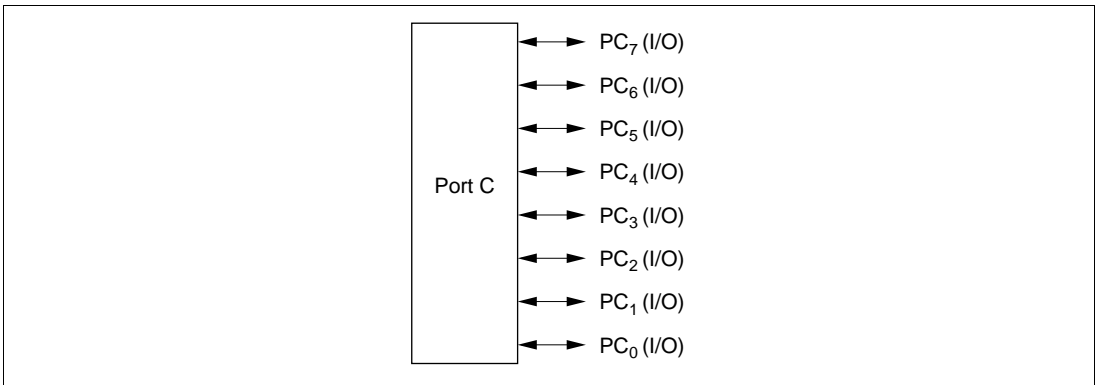 PC₇ (I/O)
PC₆ (I/O)
PC₅ (I/O)
PC₄ (I/O)
Port C
PC₃ (I/O)
PC₂ (I/O)
PC₁ (I/O)
PC₀ (I/O)